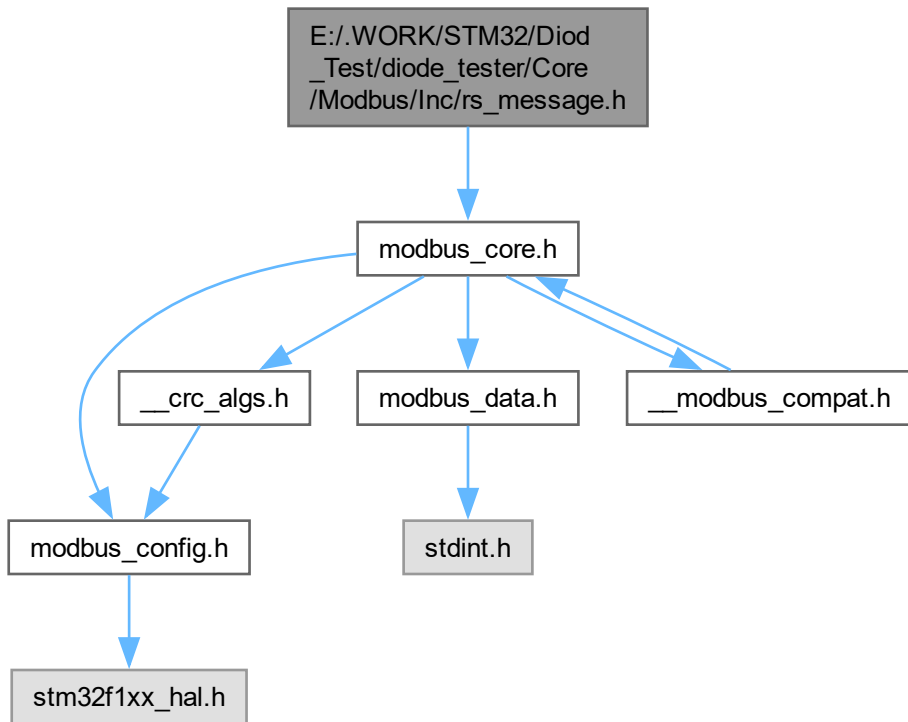 E:/.WORK/STM32/Diod
_Test/diode_tester/Core
/Modbus/Inc/rs_message.h
modbus_core.h
__crc_algs.h
modbus_data.h
__modbus_compat.h
modbus_config.h
stdint.h
stm32f1xx_hal.h